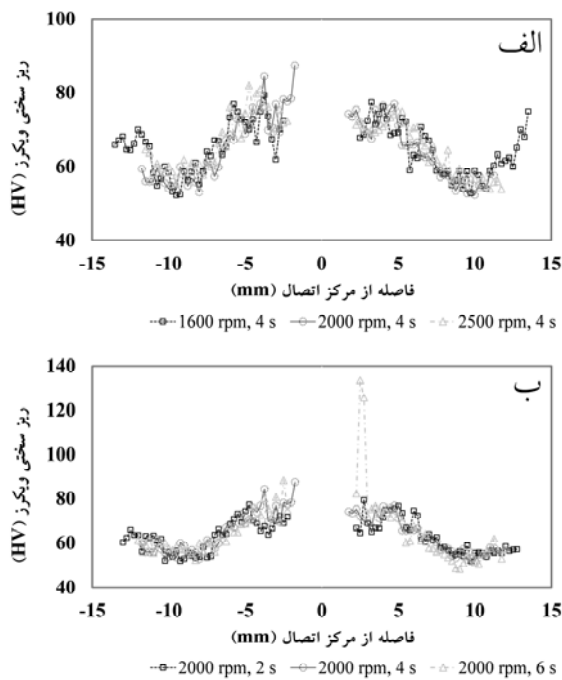 الف
ریز سختی ویکرز (HV)
100
80
60
40
-15 -10 -5 0 5 10 15
فاصله از مرکز اتصال (mm)
1600 rpm, 4 s 2000 rpm, 4 s 2500 rpm, 4 s
ب
ریز سختی ویکرز (HV)
140
120
100
80
60
40
-15 -10 -5 0 5 10 15
فاصله از مرکز اتصال (mm)
2000 rpm, 2 s 2000 rpm, 4 s 2000 rpm, 6 s